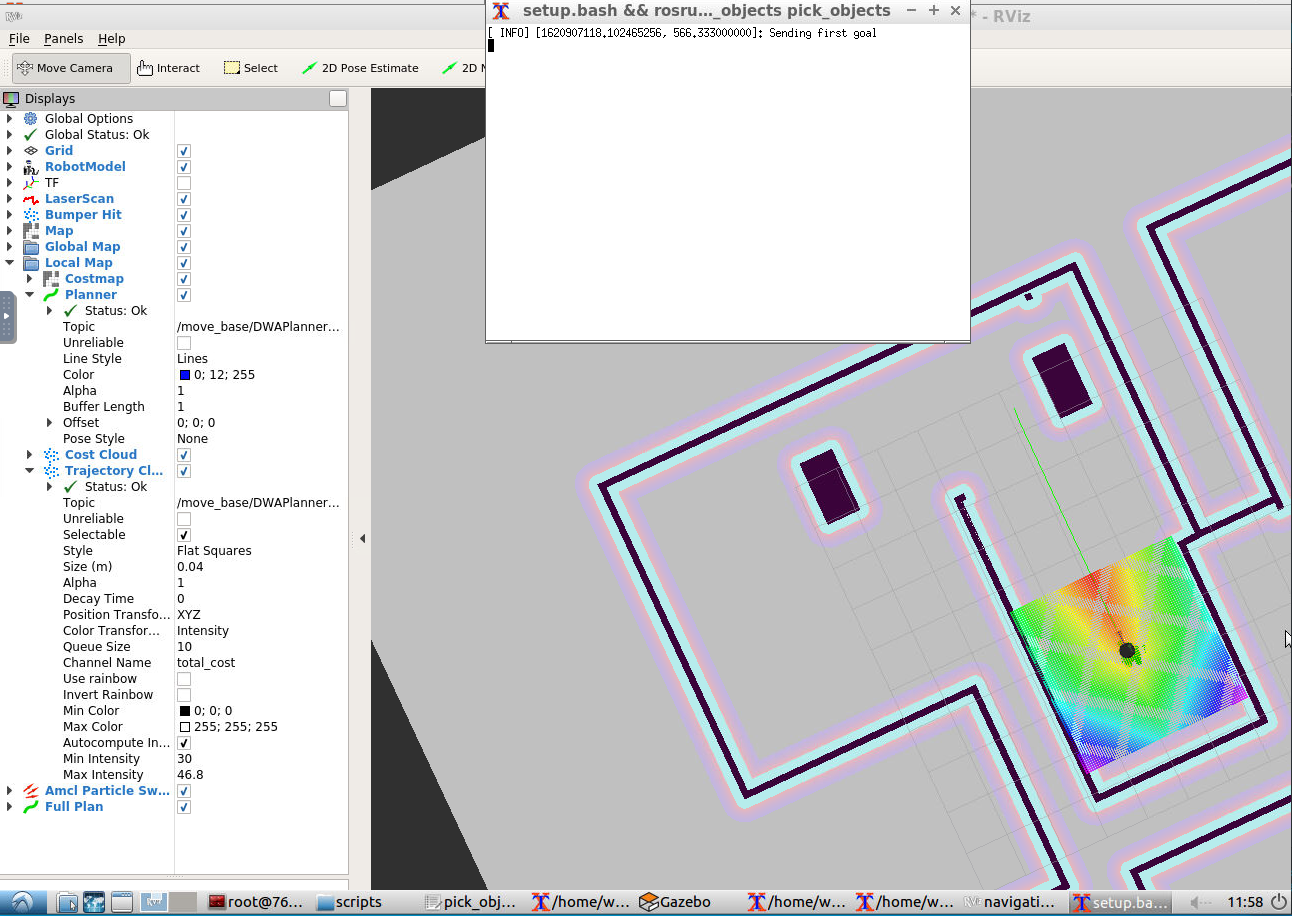 setup.bash && rosru..._objects pick_objects
* - RViz
[ INFO] [1620907118.102465256, 566.333000000]: Sending first goal
File Panels Help
Move Camera Interact Select 2D Pose Estimate 2D N
Displays
Global Options
Global Status: Ok
Grid
RobotModel
TF
LaserScan
Bumper Hit
Map
Global Map
Local Map
Costmap
Planner
Status: Ok
Topic /move_base/DWAPlanner...
Unreliable
Line Style Lines
Color 0; 12; 255
Alpha 1
Buffer Length 1
Offset 0; 0; 0
Pose Style None
Cost Cloud
Trajectory Cl...
Status: Ok
Topic /move_base/DWAPlanner...
Unreliable
Selectable
Style Flat Squares
Size (m) 0.04
Alpha 1
Decay Time 0
Position Transfo... XYZ
Color Transfor... Intensity
Queue Size 10
Channel Name total_cost
Use rainbow
Invert Rainbow
Min Color 0; 0; 0
Max Color 255; 255; 255
Autocompute In...
Min Intensity 30
Max Intensity 46.8
Amcl Particle Sw...
Full Plan
root@76... scripts pick_obj... /home/w... Gazebo /home/w... /home/w... navigati... setup.ba... 11:58